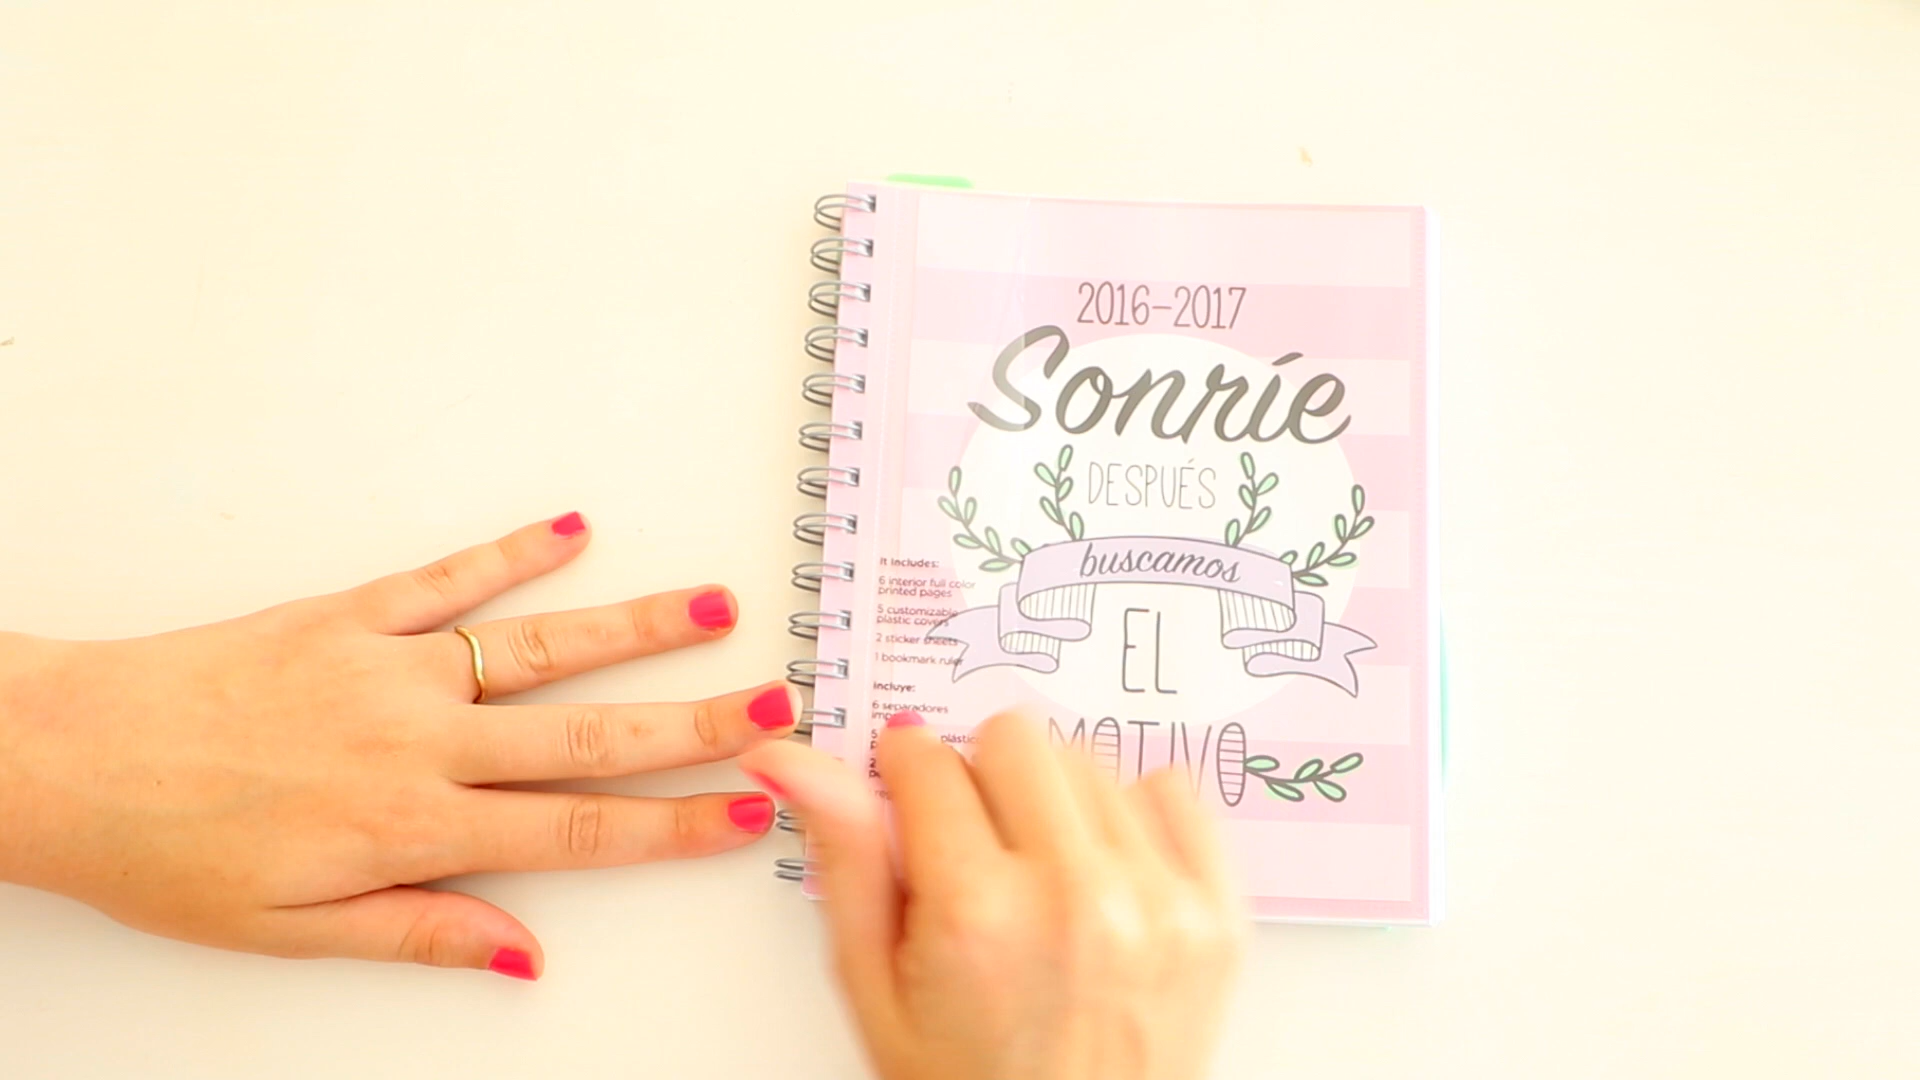 2016-2017
Sonríe
DESPUÉS
buscamos
EL
MOTIVO
It includes:
6 interior full color
printed pages
5 customizable
plastic covers
2 sticker sheets
1 bookmark ruler
Incluye:
6 separadores
5